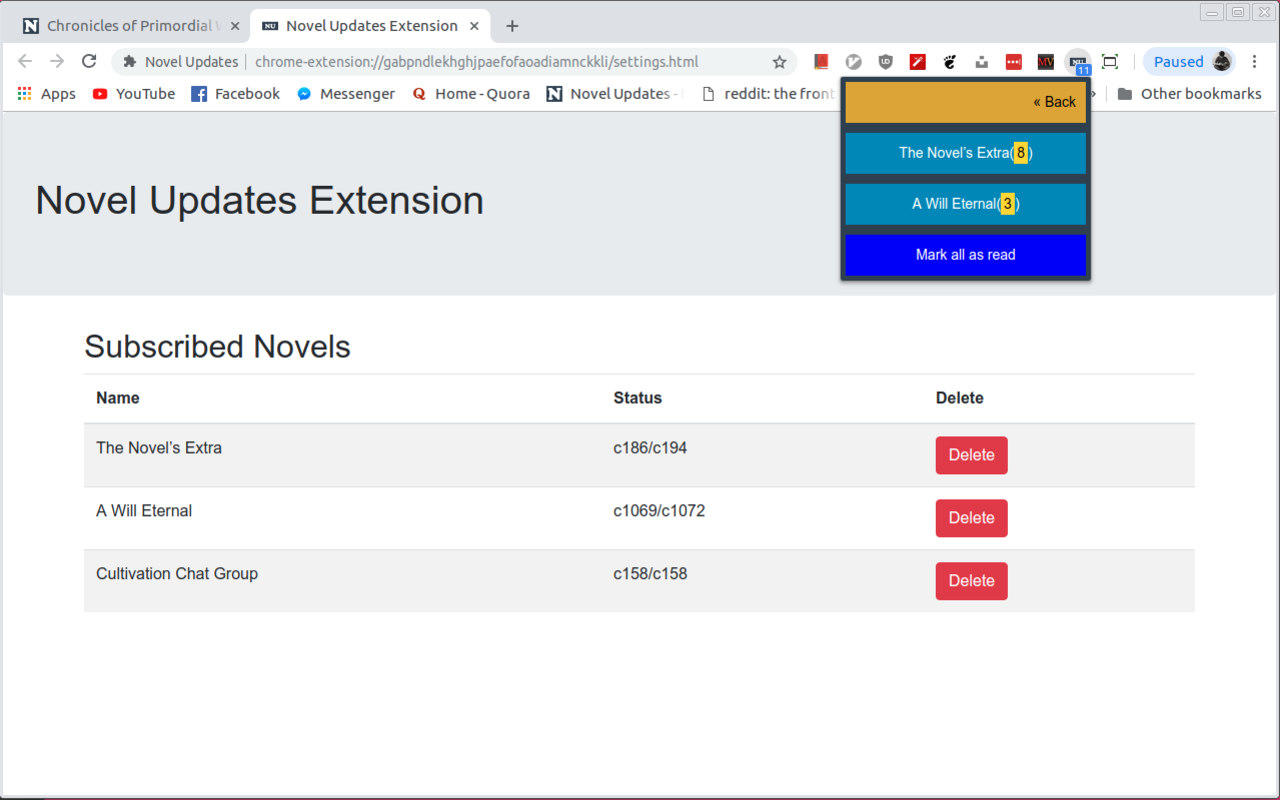 Chronicles of Primordial
Novel Updates Extension
Novel Updates
chrome-extension://gabpndlekhghjpaefofaoadiamnckkli/settings.html
Paused
11
Apps
YouTube
Facebook
Messenger
Home - Quora
Novel Updates -
reddit: the front
Other bookmarks
« Back
The Novel's Extra(8)
A Will Eternal(3)
Mark all as read
Novel Updates Extension
Subscribed Novels
Name Status Delete
The Novel's Extra c186/c194 Delete
A Will Eternal c1069/c1072 Delete
Cultivation Chat Group c158/c158 Delete